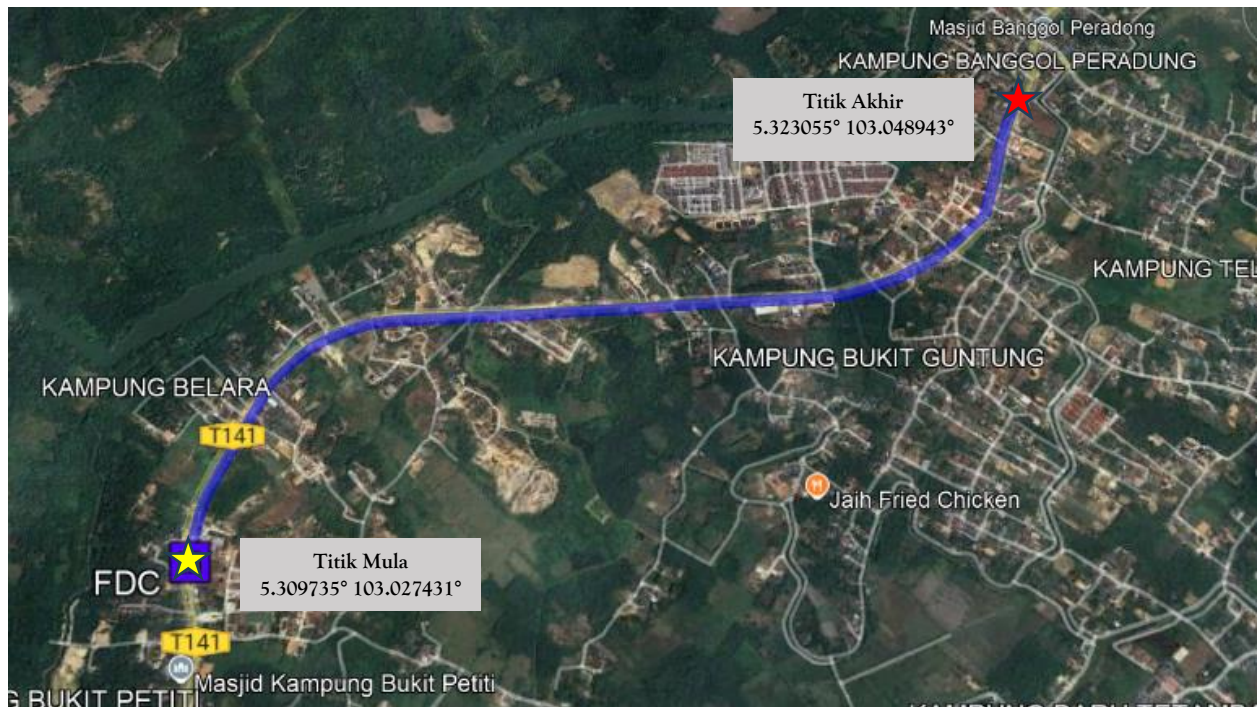 Masjid Banggol Peradong
KAMPUNG BANGGOL PERADUNG
Titik Akhir
5.323055° 103.048943°
KAMPUNG TEL
KAMPUNG BUKIT GUNTUNG
KAMPUNG BELARA
T141
Jaih Fried Chicken
Titik Mula
5.309735° 103.027431°
FDC
T141
Masjid Kampung Bukit Petiti
G BUKIT PETITI